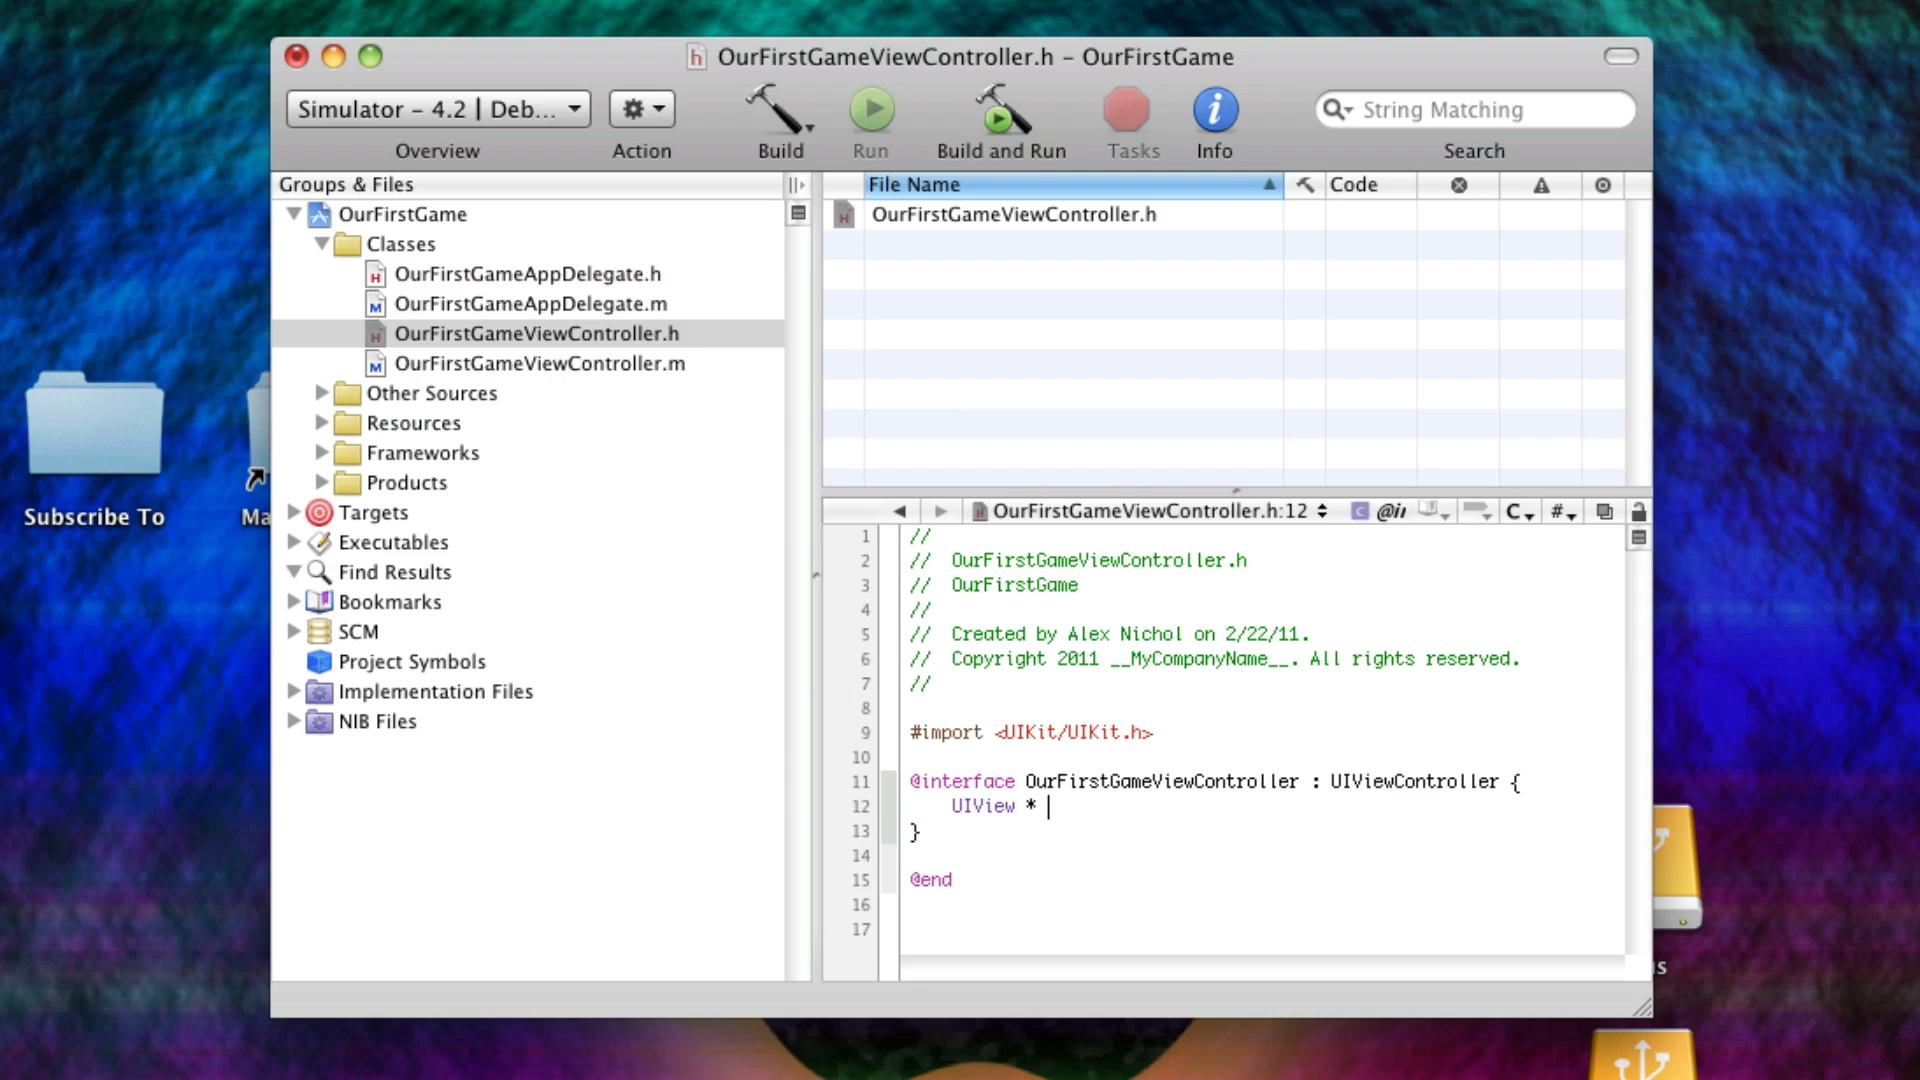 OurFirstGameViewController.h – OurFirstGame
Simulator – 4.2 | Deb...
String Matching
Overview
Action
Build
Run
Build and Run
Tasks
Info
Search
Groups & Files
OurFirstGame
Classes
OurFirstGameAppDelegate.h
OurFirstGameAppDelegate.m
OurFirstGameViewController.h
OurFirstGameViewController.m
Other Sources
Resources
Frameworks
Products
Targets
Executables
Find Results
Bookmarks
SCM
Project Symbols
Implementation Files
NIB Files
File Name
Code
OurFirstGameViewController.h
OurFirstGameViewController.h:12
C
#
1 //
2 // OurFirstGameViewController.h
3 // OurFirstGame
4 //
5 // Created by Alex Nichol on 2/22/11.
6 // Copyright 2011 __MyCompanyName__. All rights reserved.
7 //
8
9 #import <UIKit/UIKit.h>
10
11 @interface OurFirstGameViewController : UIViewController {
12 UIView *
13 }
14
15 @end
16
17
Subscribe To
Ma